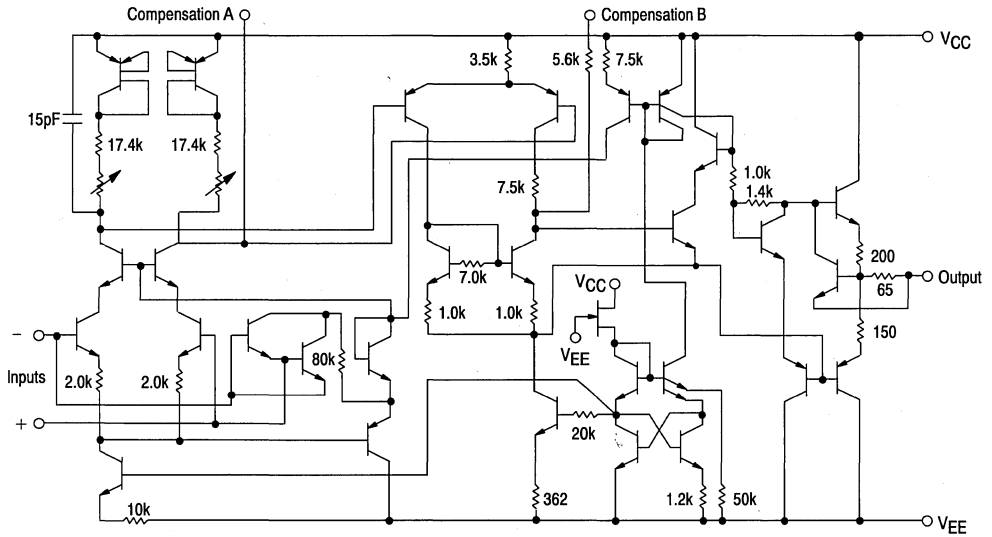 Compensation A
Compensation B
VCC
3.5k
5.6k
7.5k
15pF
17.4k
17.4k
7.5k
1.0k
1.4k
200
7.0k
65
Output
VCC
1.0k
1.0k
150
−
VEE
80k
Inputs
2.0k
2.0k
+
20k
10k
362
1.2k
50k
VEE